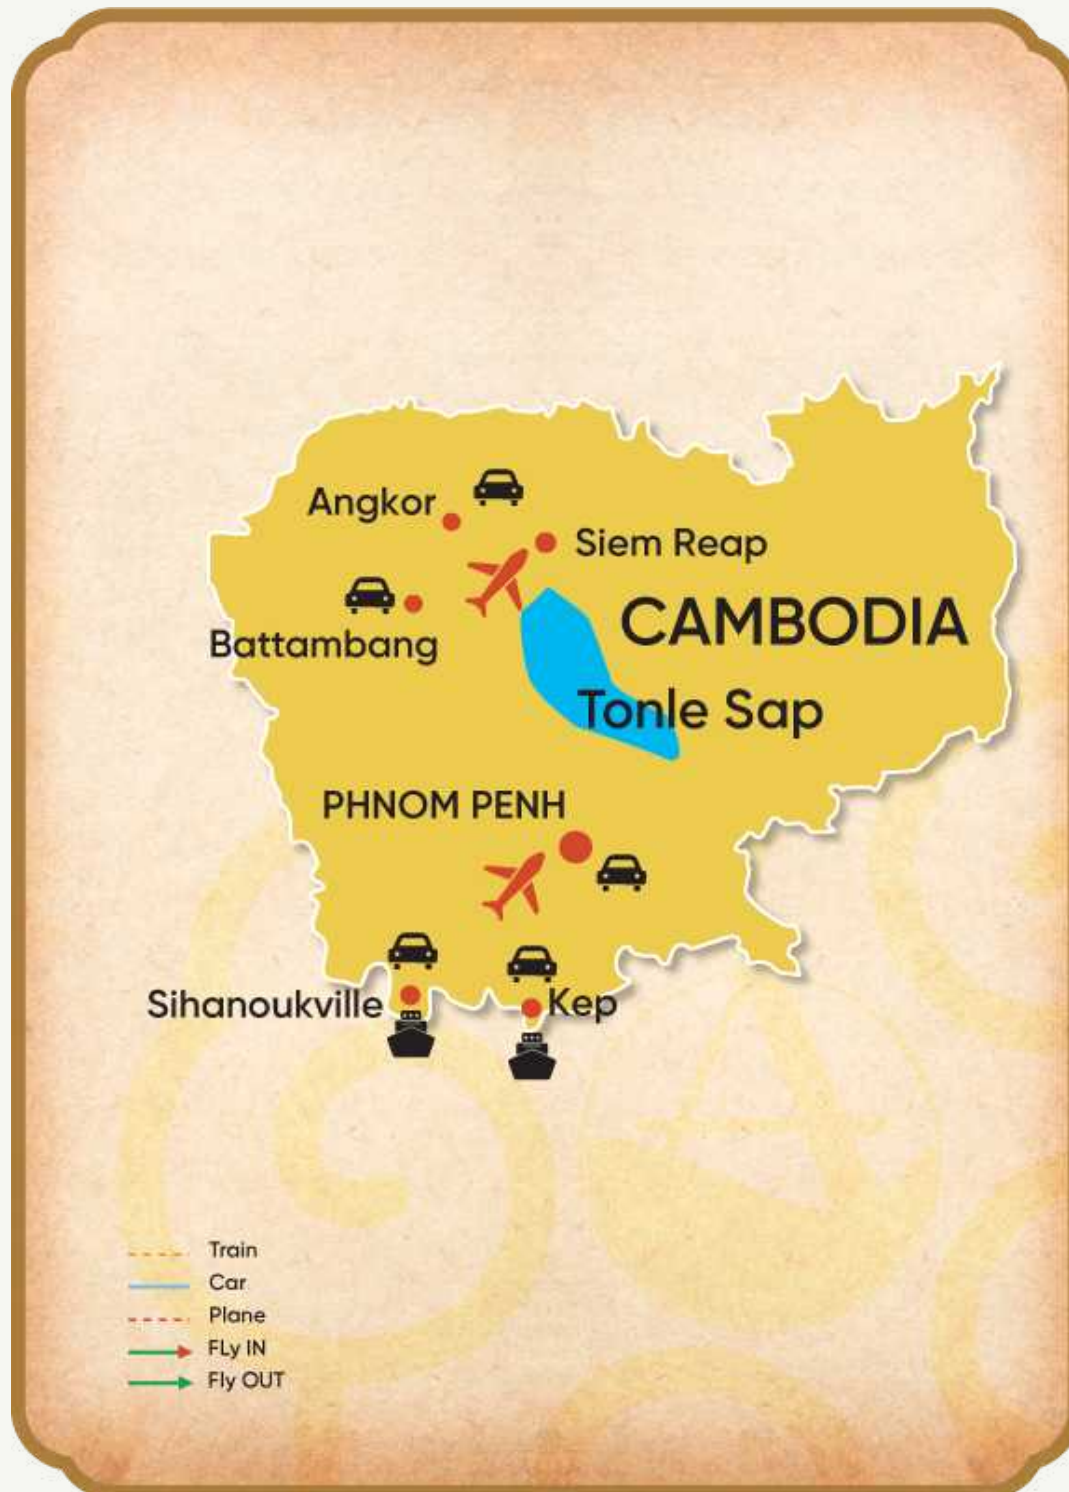 Angkor
Siem Reap
CAMBODIA
Battambang
Tonle Sap
PHNOM PENH
Sihanoukville
Kep
Train
Car
Plane
FLy IN
Fly OUT